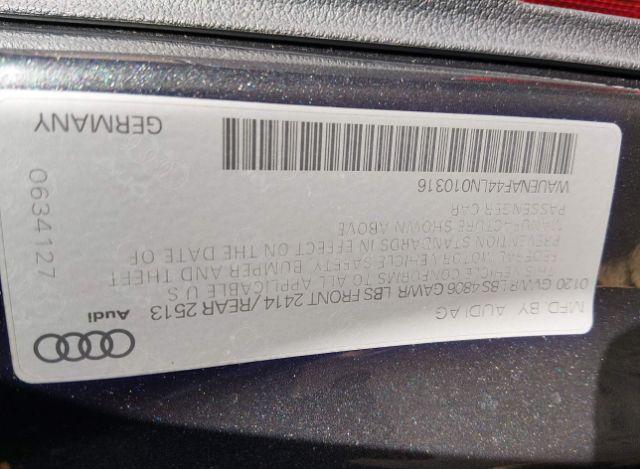 MFD. BY AUDI AG
GERMANY
0120 GVWR LBS 4806 GAWR LBS FRONT 2414/REAR 2513
THIS VEHICLE CONFORMS TO ALL APPLICABLE U.S
FEDERAL MOTOR VEHICLE SAFETY, BUMPER AND THEFT
PREVENTION STANDARDS IN EFFECT ON THE DATE OF
MANUFACTURE SHOWN ABOVE
PASSENGER CAR
WAUENAF44LN010316
Audi
0634127